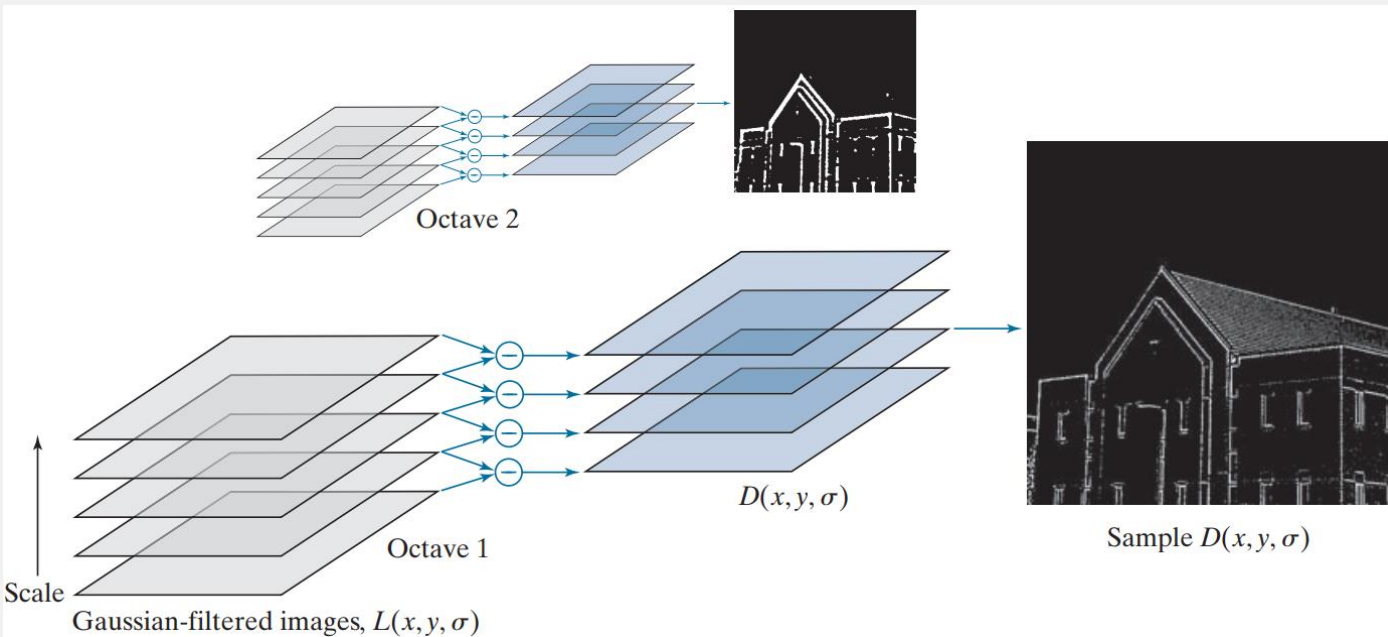 Octave 2
D(x, y, σ)
Sample D(x, y, σ)
Octave 1
Scale
Gaussian-filtered images, L(x, y, σ)